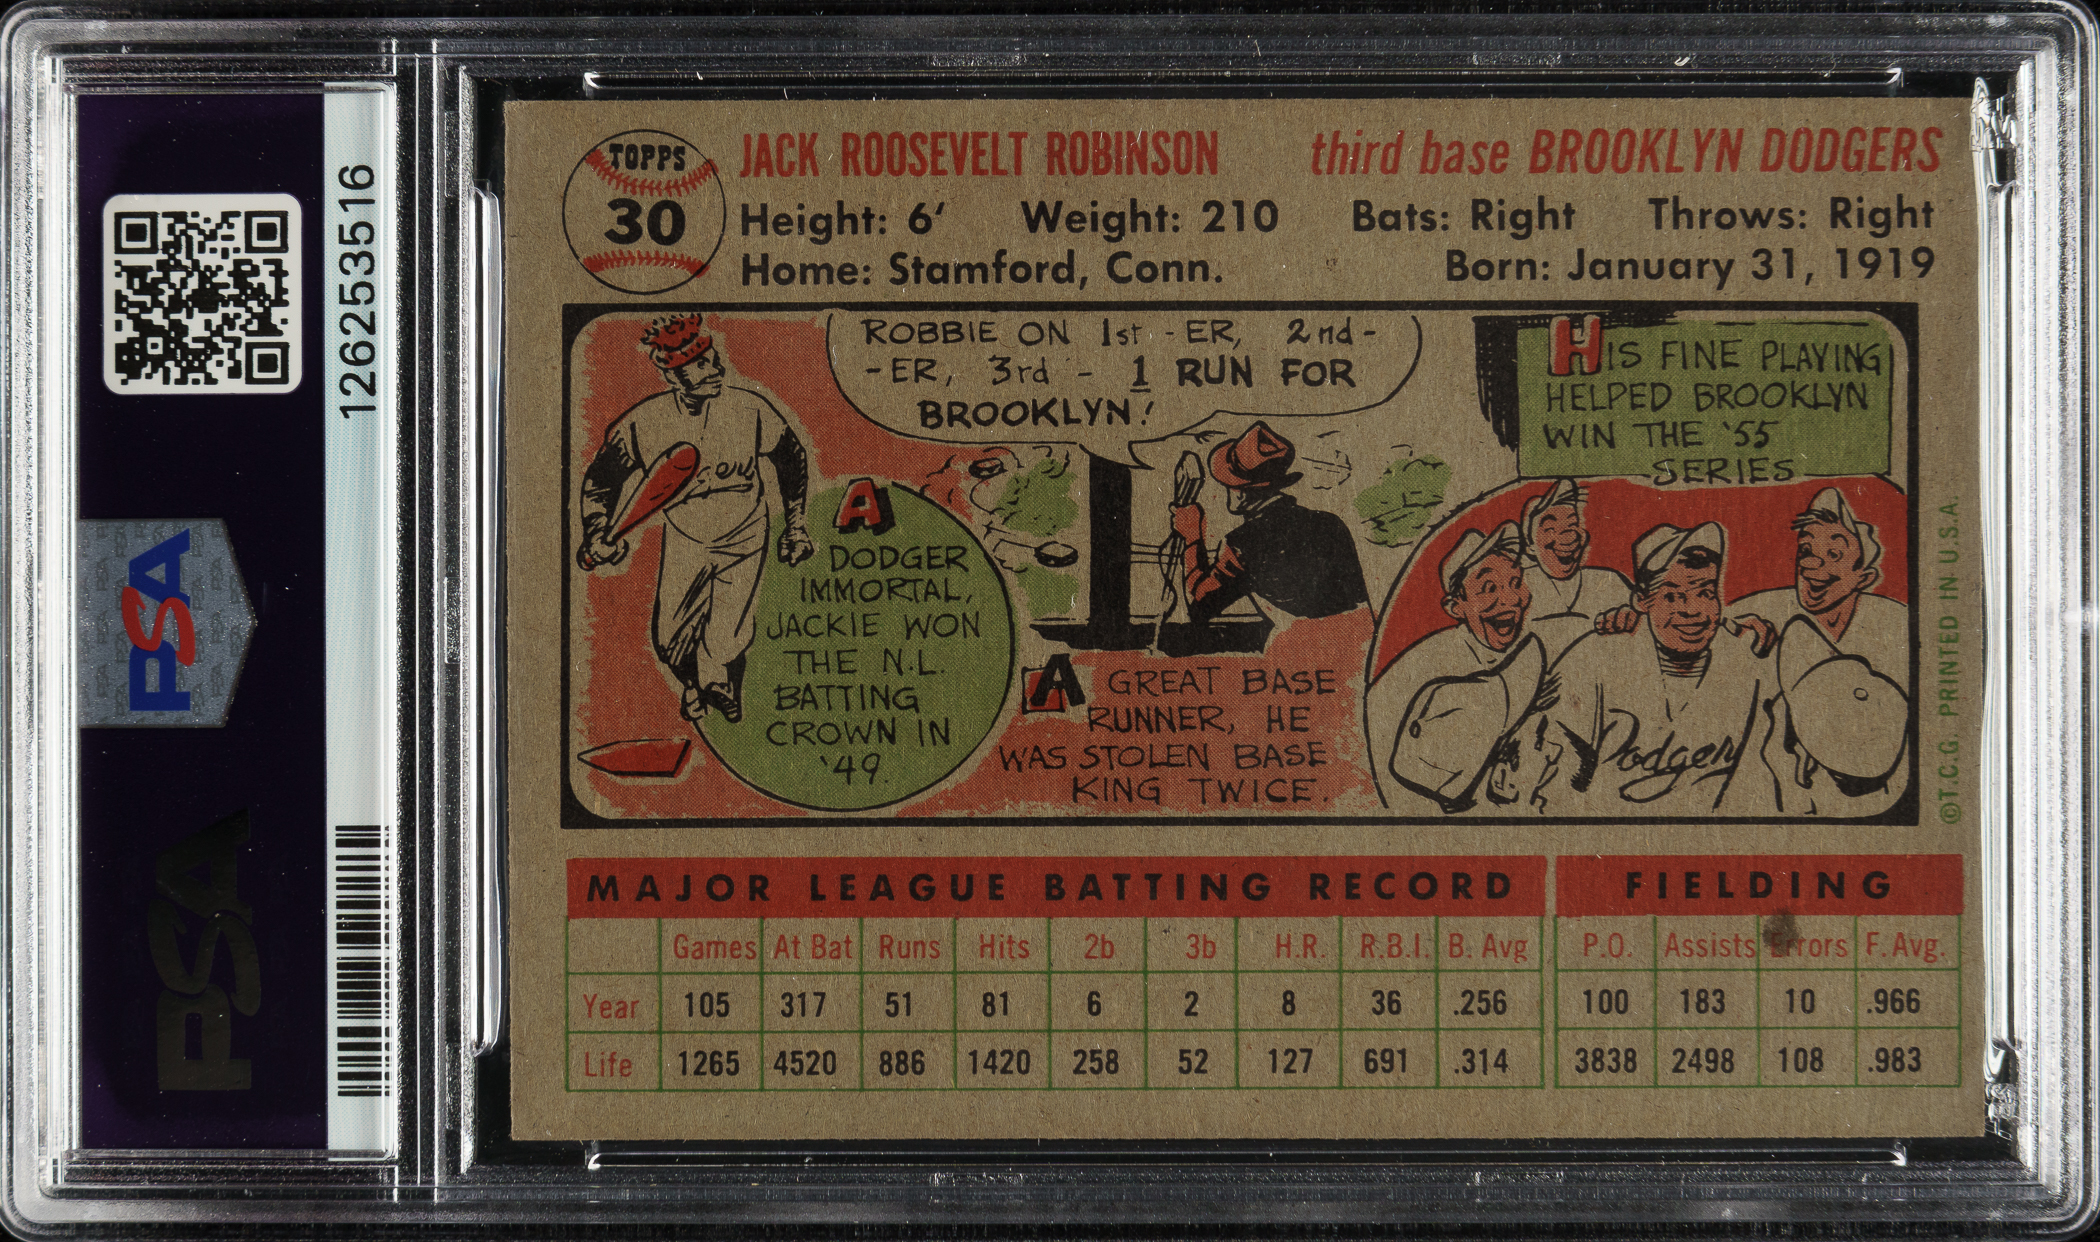 126253516
PSA
PSA
TOPPS
30
JACK ROOSEVELT ROBINSON third base BROOKLYN DODGERS
Height: 6' Weight: 210 Bats: Right Throws: Right
Home: Stamford, Conn. Born: January 31, 1919
ROBBIE ON 1st -ER, 2nd-
-ER, 3rd - 1 RUN FOR
BROOKLYN!
A
DODGER
IMMORTAL,
JACKIE WON
THE N.L.
BATTING
CROWN IN
'49.
A GREAT BASE
RUNNER, HE
WAS STOLEN BASE
KING TWICE.
HIS FINE PLAYING
HELPED BROOKLYN
WIN THE '55
SERIES
Dodgers
©T.C.G. PRINTED IN U.S.A.
MAJOR LEAGUE BATTING RECORD FIELDING
Games At Bat Runs Hits 2b 3b H.R. R.B.I. B. Avg P.O. Assists Errors F. Avg.
Year 105 317 51 81 6 2 8 36 .256 100 183 10 .966
Life 1265 4520 886 1420 258 52 127 691 .314 3838 2498 108 .983